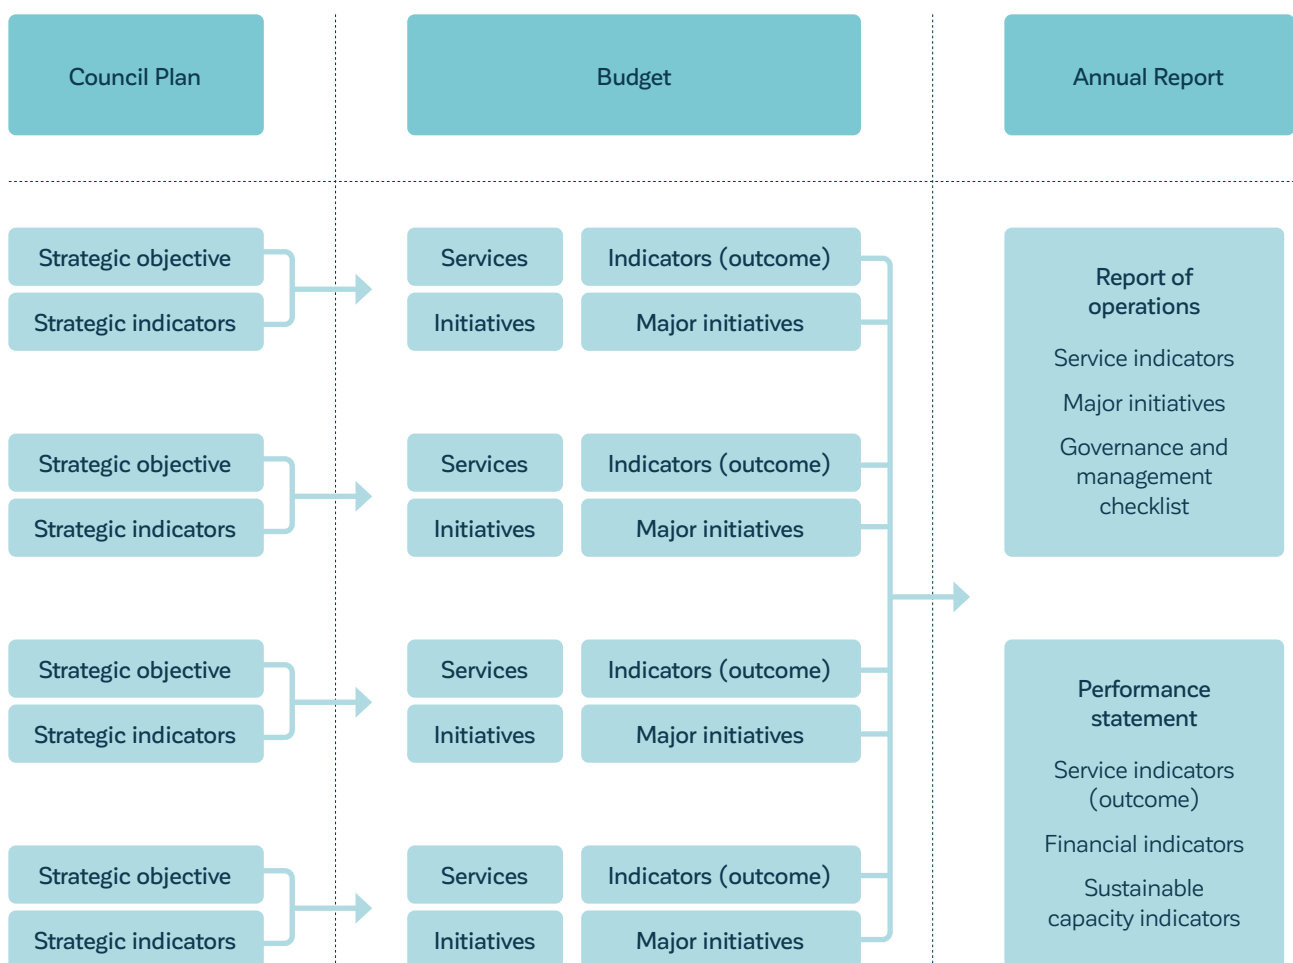 Council Plan
Budget
Annual Report
Strategic objective
Strategic indicators
Services
Indicators (outcome)
Initiatives
Major initiatives
Strategic objective
Strategic indicators
Services
Indicators (outcome)
Initiatives
Major initiatives
Strategic objective
Strategic indicators
Services
Indicators (outcome)
Initiatives
Major initiatives
Strategic objective
Strategic indicators
Services
Indicators (outcome)
Initiatives
Major initiatives
Report of
operations
Service indicators
Major initiatives
Governance and
management
checklist
Performance
statement
Service indicators
(outcome)
Financial indicators
Sustainable
capacity indicators